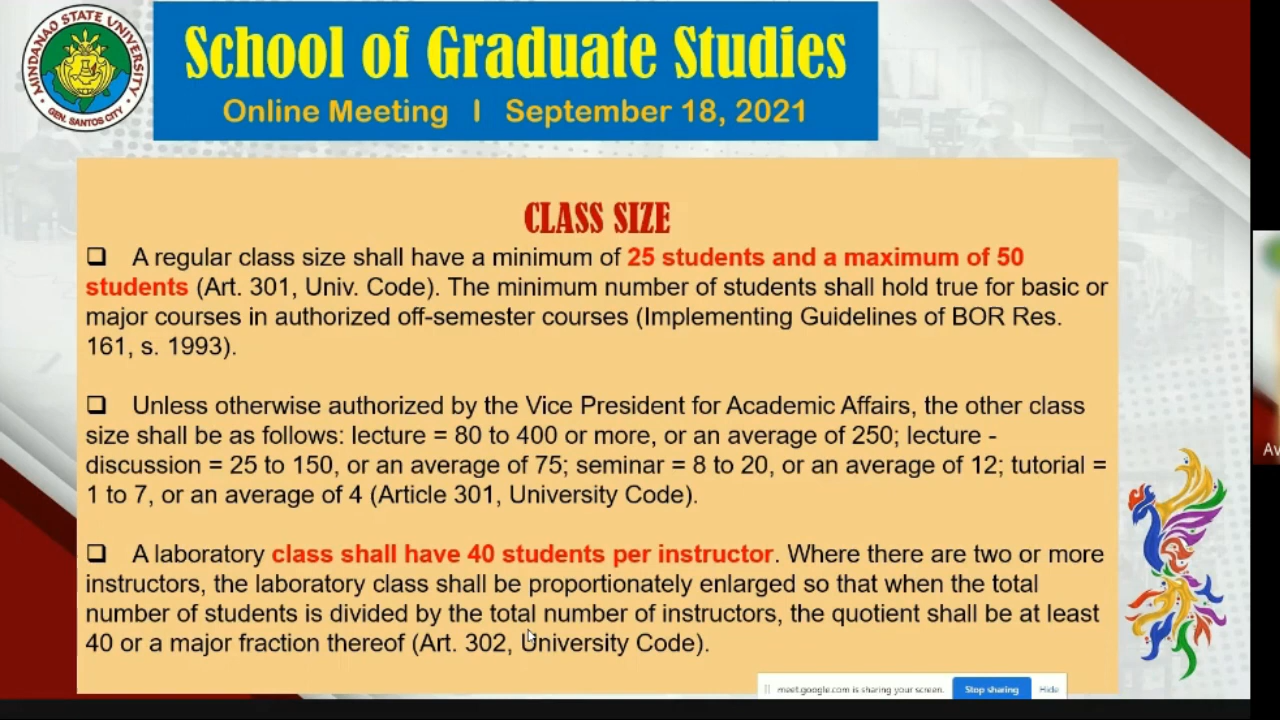 MINDANAO STATE UNIVERSITY
GEN. SANTOS CITY
School of Graduate Studies
Online Meeting I September 18, 2021
CLASS SIZE
❑ A regular class size shall have a minimum of 25 students and a maximum of 50
students (Art. 301, Univ. Code). The minimum number of students shall hold true for basic or
major courses in authorized off-semester courses (Implementing Guidelines of BOR Res.
161, s. 1993).
❑ Unless otherwise authorized by the Vice President for Academic Affairs, the other class
size shall be as follows: lecture = 80 to 400 or more, or an average of 250; lecture -
discussion = 25 to 150, or an average of 75; seminar = 8 to 20, or an average of 12; tutorial =
1 to 7, or an average of 4 (Article 301, University Code).
❑ A laboratory class shall have 40 students per instructor. Where there are two or more
instructors, the laboratory class shall be proportionately enlarged so that when the total
number of students is divided by the total number of instructors, the quotient shall be at least
40 or a major fraction thereof (Art. 302, University Code).
meet.google.com is sharing your screen.
Stop sharing
Hide
Av